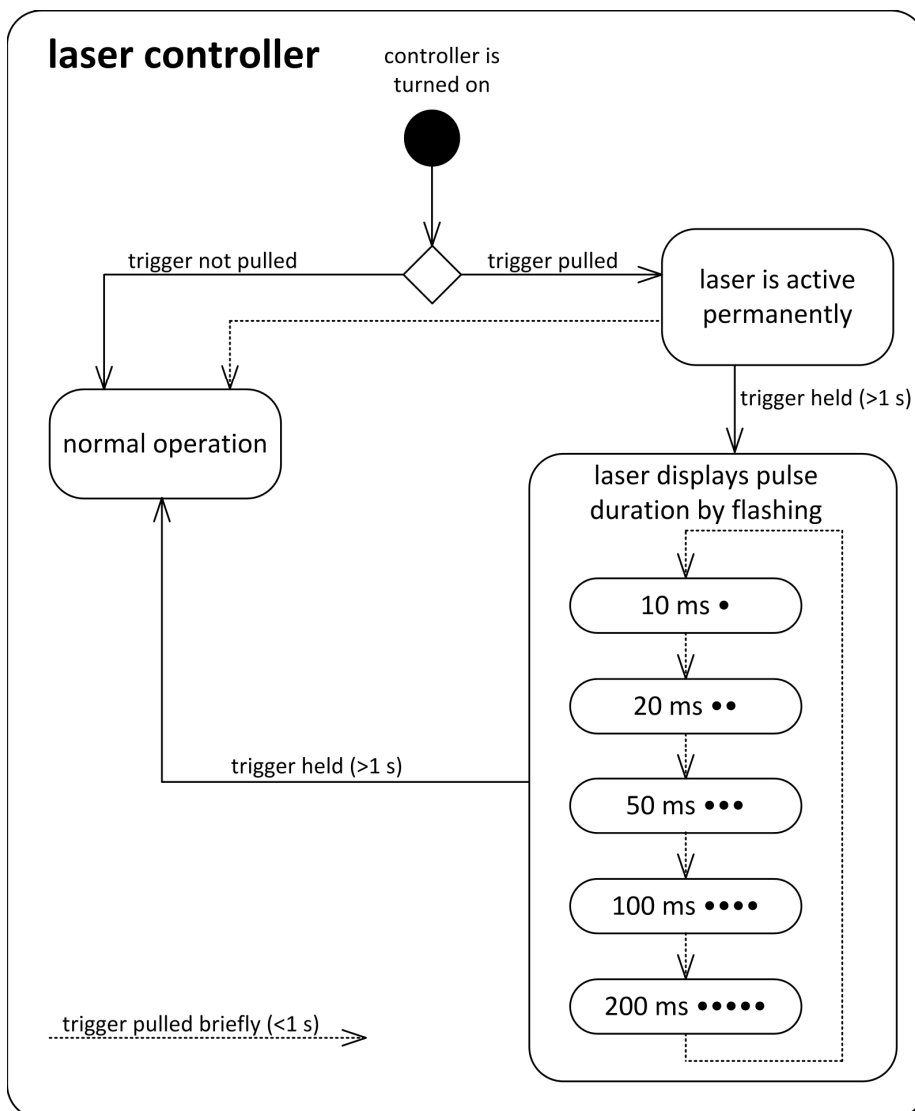 laser controller
controller is
turned on
trigger not pulled
trigger pulled
laser is active
permanently
trigger held (>1 s)
normal operation
laser displays pulse
duration by flashing
10 ms •
20 ms ••
50 ms •••
trigger held (>1 s)
100 ms ••••
200 ms •••••
trigger pulled briefly (<1 s)